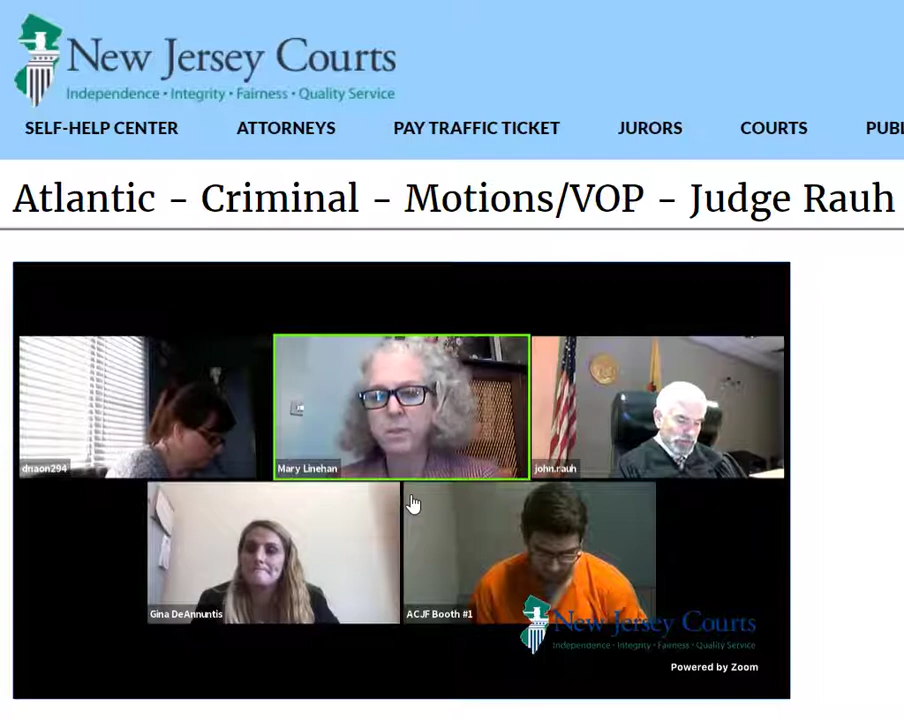 New Jersey Courts
Independence • Integrity • Fairness • Quality Service
SELF-HELP CENTER ATTORNEYS PAY TRAFFIC TICKET JURORS COURTS PUBL
Atlantic - Criminal - Motions/VOP - Judge Rauh
dnaon294 Mary Linehan john.rauh
Gina DeAnnuntis ACJF Booth #1
New Jersey Courts
Independence • Integrity • Fairness • Quality Service
Powered by Zoom